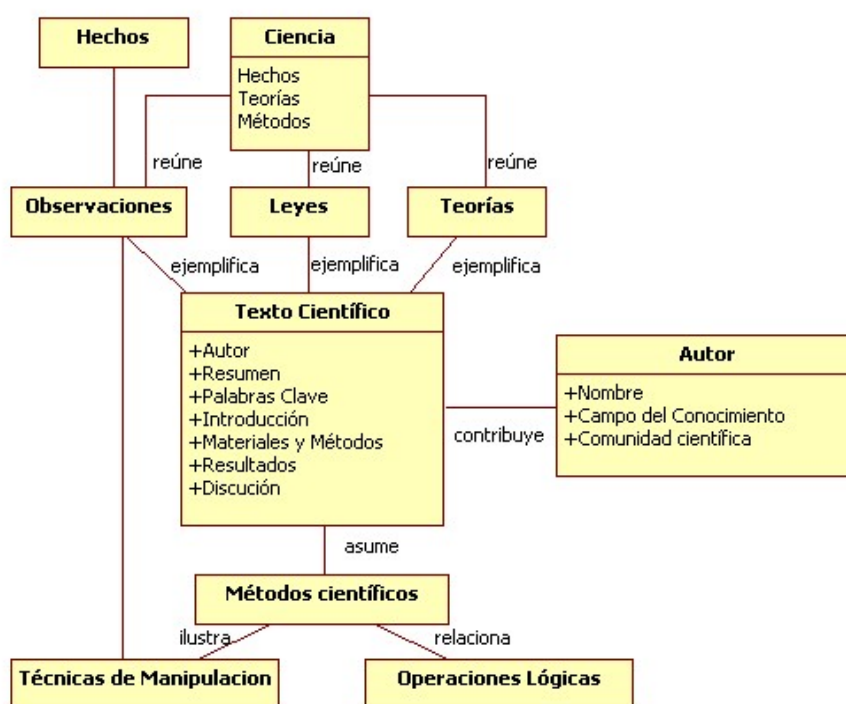 Hechos
Ciencia
Hechos
Teorías
Métodos
reúne
reúne
reúne
Observaciones
Leyes
Teorías
ejemplifica
ejemplifica
ejemplifica
Texto Científico
+Autor
+Resumen
+Palabras Clave
+Introducción
+Materiales y Métodos
+Resultados
+Discución
contribuye
Autor
+Nombre
+Campo del Conocimiento
+Comunidad científica
asume
Métodos científicos
ilustra
relaciona
Técnicas de Manipulacion
Operaciones Lógicas